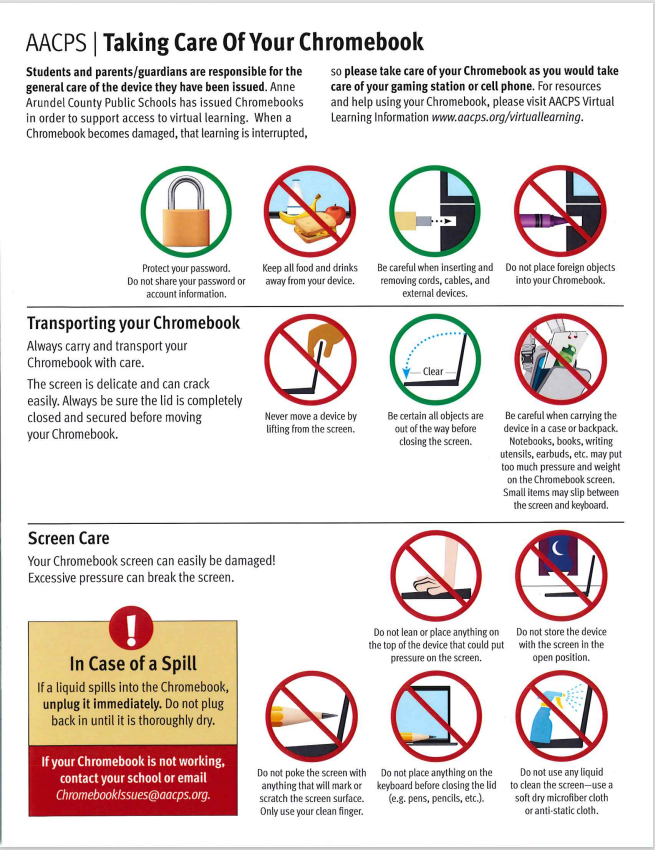 AACPS | Taking Care Of Your Chromebook
Students and parents/guardians are responsible for the
general care of the device they have been issued. Anne
Arundel County Public Schools has issued Chromebooks
in order to support access to virtual learning. When a
Chromebook becomes damaged, that learning is interrupted,
so please take care of your Chromebook as you would take
care of your gaming station or cell phone. For resources
and help using your Chromebook, please visit AACPS Virtual
Learning Information www.aacps.org/virtuallearning.
Protect your password.
Do not share your password or
account information.
Keep all food and drinks
away from your device.
Be careful when inserting and
removing cords, cables, and
external devices.
Do not place foreign objects
into your Chromebook.
Transporting your Chromebook
Always carry and transport your
Chromebook with care.
The screen is delicate and can crack
easily. Always be sure the lid is completely
closed and secured before moving
your Chromebook.
Never move a device by
lifting from the screen.
Clear
Be certain all objects are
out of the way before
closing the screen.
Be careful when carrying the
device in a case or backpack.
Notebooks, books, writing
utensils, earbuds, etc. may put
too much pressure and weight
on the Chromebook screen.
Small items may slip between
the screen and keyboard.
Screen Care
Your Chromebook screen can easily be damaged!
Excessive pressure can break the screen.
Do not lean or place anything on
the top of the device that could put
pressure on the screen.
Do not store the device
with the screen in the
open position.
!
In Case of a Spill
If a liquid spills into the Chromebook,
unplug it immediately. Do not plug
back in until it is thoroughly dry.
If your Chromebook is not working,
contact your school or email
ChromebookIssues@aacps.org.
Do not poke the screen with
anything that will mark or
scratch the screen surface.
Only use your clean finger.
Do not place anything on the
keyboard before closing the lid
(e.g. pens, pencils, etc.).
Do not use any liquid
to clean the screen—use a
soft dry microfiber cloth
or anti-static cloth.